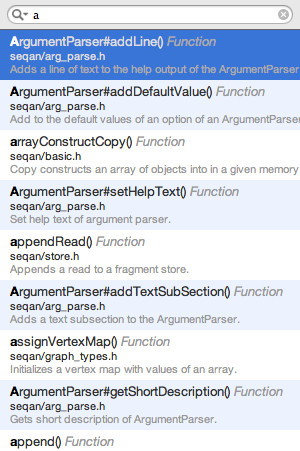 a
ArgumentParser#addLine() Function
seqan/arg_parse.h
Adds a line of text to the help output of the ArgumentParser
ArgumentParser#addDefaultValue() Function
seqan/arg_parse.h
Add to the default values of an option of an ArgumentParser
arrayConstructCopy() Function
seqan/basic.h
Copy constructs an array of objects into in a given memory
ArgumentParser#setHelpText() Function
seqan/arg_parse.h
Set help text of argument parser.
appendRead() Function
seqan/store.h
Appends a read to a fragment store.
ArgumentParser#addTextSubSection() Function
seqan/arg_parse.h
Adds a text subsection to the ArgumentParser.
assignVertexMap() Function
seqan/graph_types.h
Initializes a vertex map with values of an array.
ArgumentParser#getShortDescription() Function
seqan/arg_parse.h
Gets short description of ArgumentParser.
append() Function